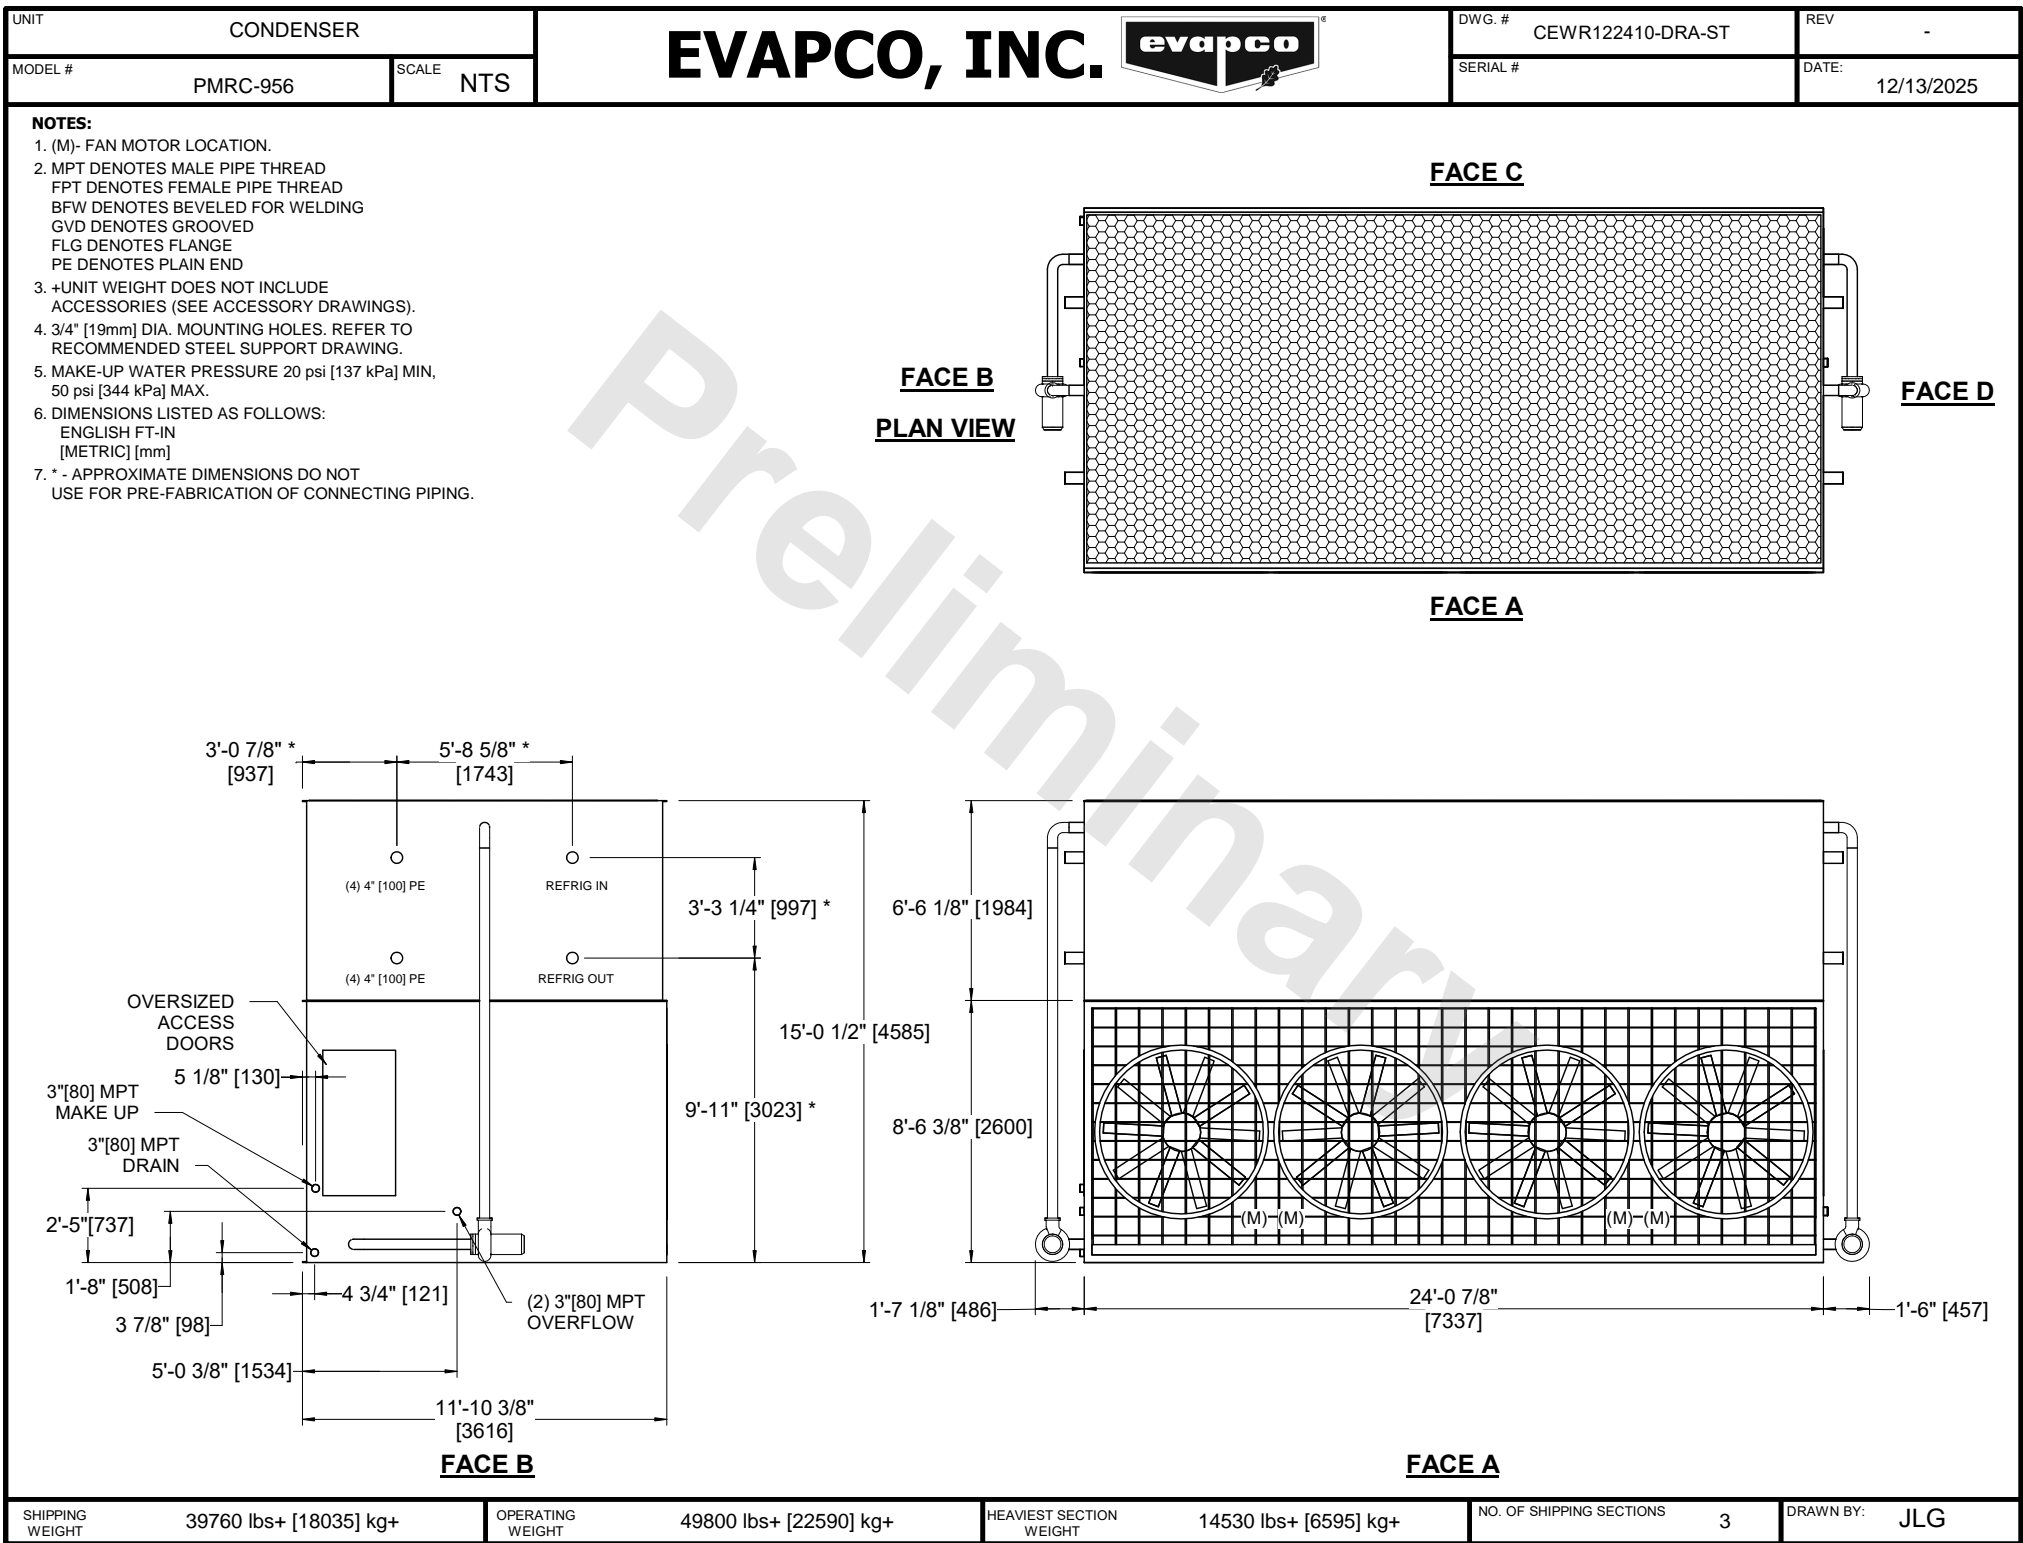 UNIT
CONDENSER
MODEL #
PMRC-956
SCALE
NTS
EVAPCO, INC.
evapco
®
DWG. #
CEWR122410-DRA-ST
REV
-
SERIAL #
DATE:
12/13/2025
NOTES:
1. (M)- FAN MOTOR LOCATION.
2. MPT DENOTES MALE PIPE THREAD
FPT DENOTES FEMALE PIPE THREAD
BFW DENOTES BEVELED FOR WELDING
GVD DENOTES GROOVED
FLG DENOTES FLANGE
PE DENOTES PLAIN END
3. +UNIT WEIGHT DOES NOT INCLUDE
ACCESSORIES (SEE ACCESSORY DRAWINGS).
4. 3/4" [19mm] DIA. MOUNTING HOLES. REFER TO
RECOMMENDED STEEL SUPPORT DRAWING.
5. MAKE-UP WATER PRESSURE 20 psi [137 kPa] MIN,
50 psi [344 kPa] MAX.
6. DIMENSIONS LISTED AS FOLLOWS:
ENGLISH FT-IN
[METRIC] [mm]
7. * - APPROXIMATE DIMENSIONS DO NOT
USE FOR PRE-FABRICATION OF CONNECTING PIPING.
FACE C
FACE B
PLAN VIEW
FACE D
FACE A
Preliminary
3'-0 7/8" *
[937]
5'-8 5/8" *
[1743]
(4) 4" [100] PE
REFRIG IN
3'-3 1/4" [997] *
(4) 4" [100] PE
REFRIG OUT
OVERSIZED
ACCESS
DOORS
15'-0 1/2" [4585]
5 1/8" [130]
3"[80] MPT
MAKE UP
9'-11" [3023] *
3"[80] MPT
DRAIN
2'-5"[737]
1'-8" [508]
4 3/4" [121]
3 7/8" [98]
(2) 3"[80] MPT
OVERFLOW
5'-0 3/8" [1534]
11'-10 3/8"
[3616]
FACE B
6'-6 1/8" [1984]
8'-6 3/8" [2600]
(M) (M)
(M) (M)
1'-7 1/8" [486]
24'-0 7/8"
[7337]
1'-6" [457]
FACE A
SHIPPING
WEIGHT
39760 lbs+ [18035] kg+
OPERATING
WEIGHT
49800 lbs+ [22590] kg+
HEAVIEST SECTION
WEIGHT
14530 lbs+ [6595] kg+
NO. OF SHIPPING SECTIONS
3
DRAWN BY:
JLG